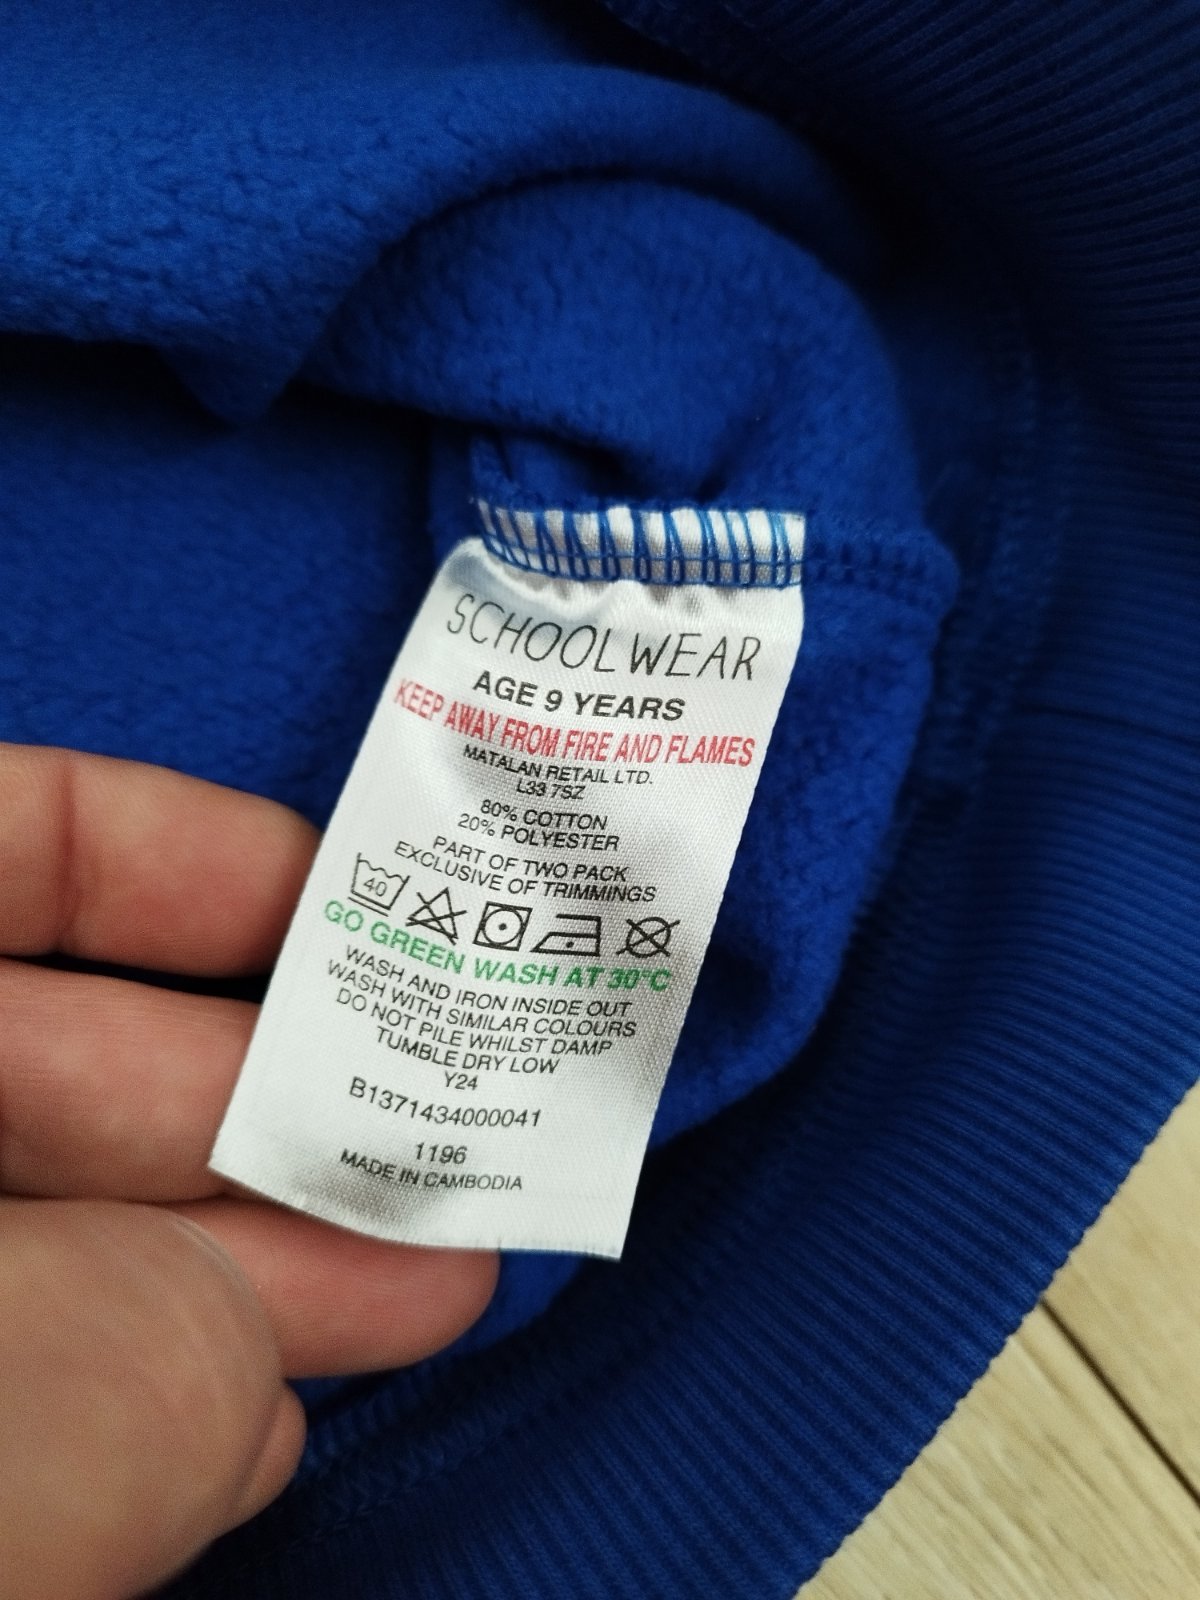 SCHOOLWEAR
AGE 9 YEARS
KEEP AWAY FROM FIRE AND FLAMES
MATALAN RETAIL LTD.
L33 7SZ
80% COTTON
20% POLYESTER
PART OF TWO PACK
EXCLUSIVE OF TRIMMINGS
40
GO GREEN WASH AT 30°C
WASH AND IRON INSIDE OUT
WASH WITH SIMILAR COLOURS
DO NOT PILE WHILST DAMP
TUMBLE DRY LOW
Y24
B1371434000041
1196
MADE IN CAMBODIA